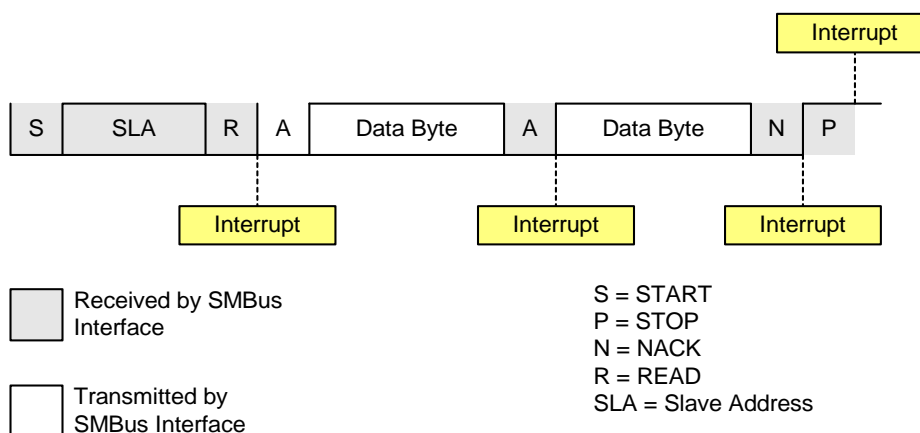 Interrupt
S SLA R A Data Byte A Data Byte N P
Interrupt Interrupt Interrupt
Received by SMBus
Interface
Transmitted by
SMBus Interface
S = START
P = STOP
N = NACK
R = READ
SLA = Slave Address